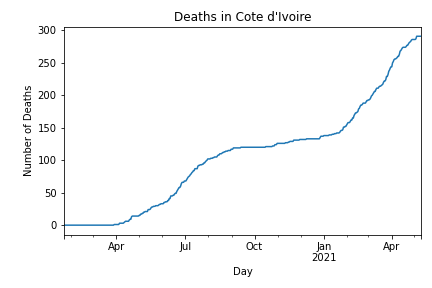 Deaths in Cote d'Ivoire
Number of Deaths
300
250
200
150
100
50
0
Apr
Jul
Oct
Jan
2021
Apr
Day